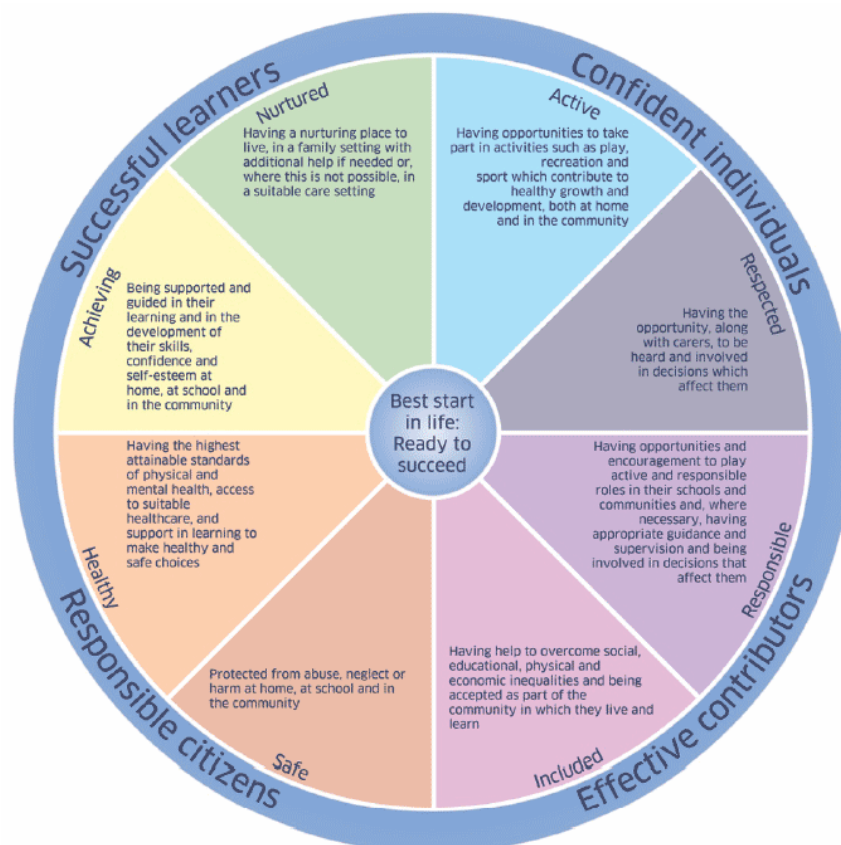 Successful learners
Confident individuals
Nurtured
Having a nurturing place to
live, in a family setting with
additional help if needed or,
where this is not possible, in
a suitable care setting
Active
Having opportunities to take
part in activities such as play,
recreation and
sport which contribute to
healthy growth and
development, both at home
and in the community
Achieving
Being supported and
guided in their
learning and in the
development of
their skills,
confidence and
self-esteem at
home, at school and
in the community
Respected
Having the
opportunity, along
with carers, to be
heard and involved
in decisions which
affect them
Best start
in life:
Ready to
succeed
Healthy
Having the highest
attainable standards
of physical and
mental health, access
to suitable
healthcare, and
support in learning to
make healthy and
safe choices
Responsible
Having opportunities and
encouragement to play
active and responsible
roles in their schools and
communities and, where
necessary, having
appropriate guidance and
supervision and being
involved in decisions that
affect them
Safe
Protected from abuse, neglect or
harm at home, at school and in
the community
Included
Having help to overcome social,
educational, physical and
economic inequalities and being
accepted as part of the
community in which they live and
learn
Responsible citizens
Effective contributors